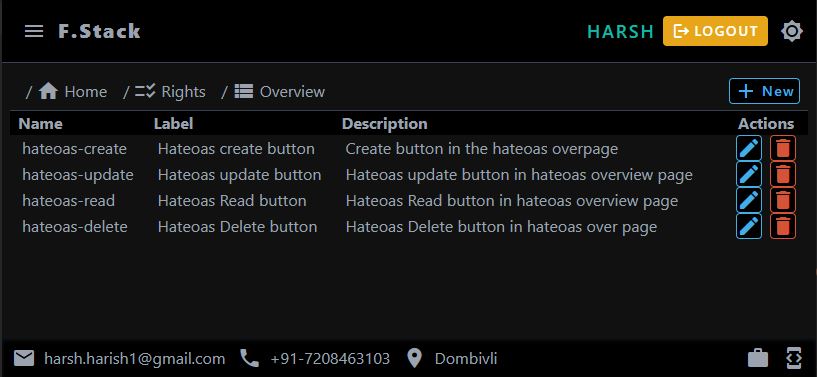 F.Stack HARSH LOGOUT
/ Home / Rights / Overview + New
Name Label Description Actions
hateoas-create Hateoas create button Create button in the hateoas overpage
hateoas-update Hateoas update button Hateoas update button in hateoas overview page
hateoas-read Hateoas Read button Hateoas Read button in hateoas overview page
hateoas-delete Hateoas Delete button Hateoas Delete button in hateoas over page
harsh.harish1@gmail.com +91-7208463103 Dombivli